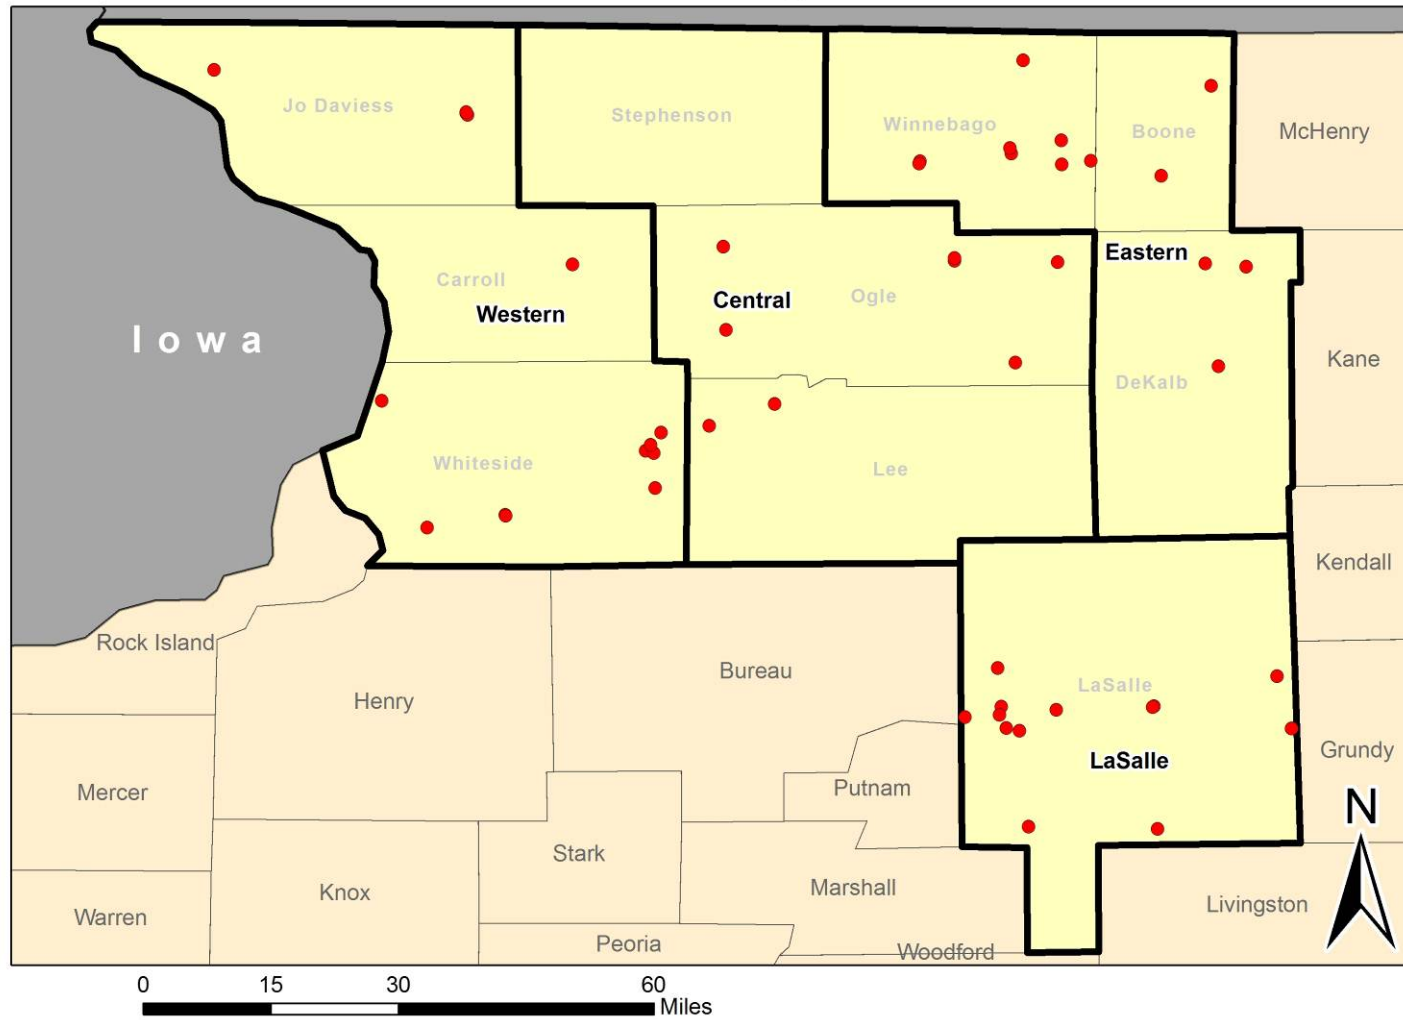 Jo Daviess
Stephenson
Winnebago
Boone
McHenry
Eastern
Carroll
Western
Central
Ogle
Iowa
Kane
DeKalb
Whiteside
Lee
Kendall
Rock Island
Bureau
LaSalle
Henry
Grundy
LaSalle
Mercer
Putnam
N
Stark
Marshall
Knox
Livingston
Warren
Peoria
Woodford
0 15 30 60
Miles